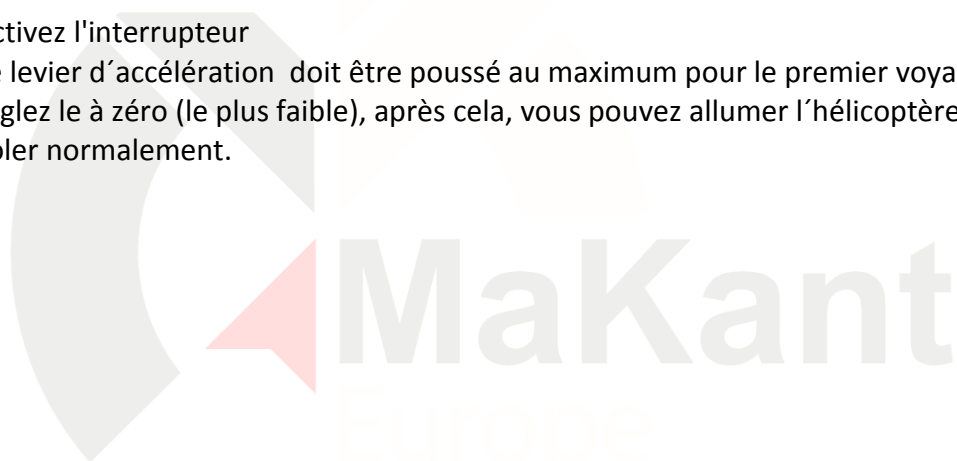 ctivez l'interrupteur
e levier d´accélération  doit être poussé au maximum pour le premier voya
glez le à zéro (le plus faible), après cela, vous pouvez allumer l´hélicoptère
oler normalement.
MaKant
Europe